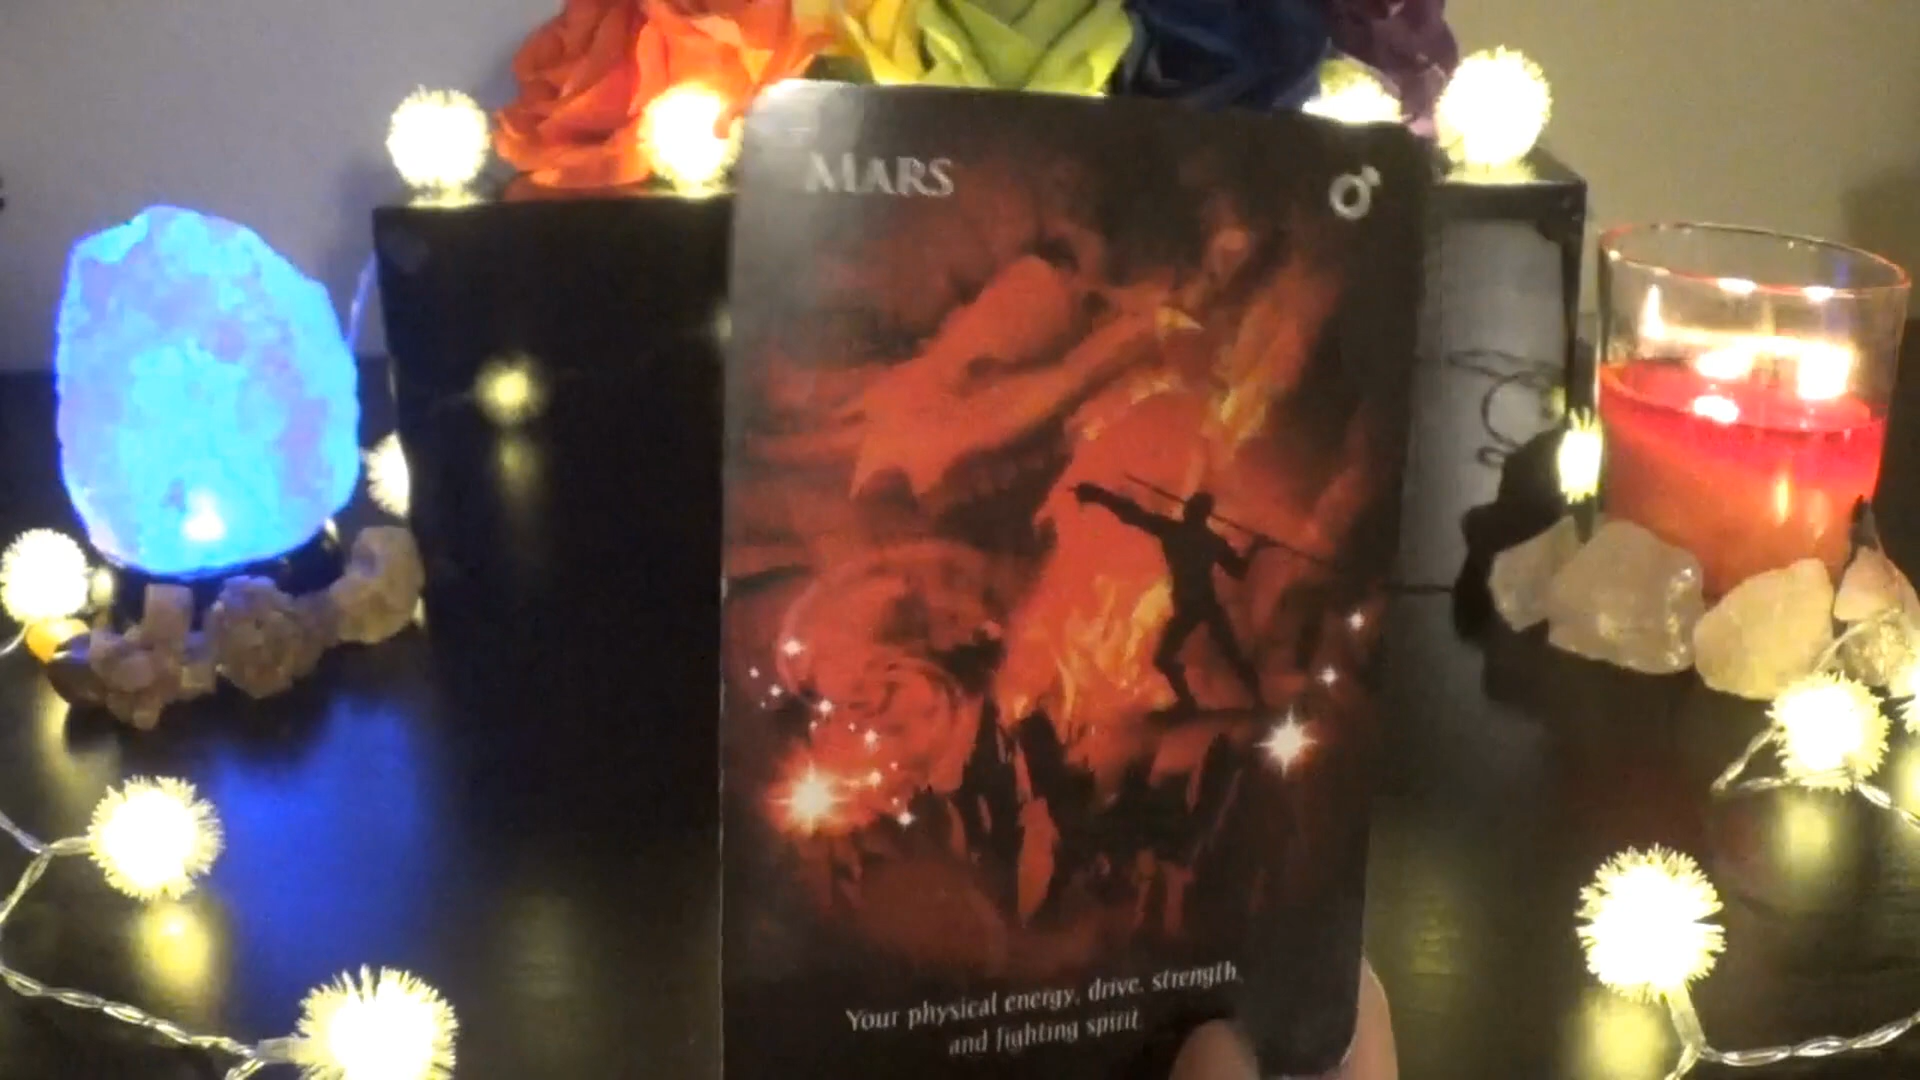 MARS
Your physical energy, drive, strength,
and fighting spirit.